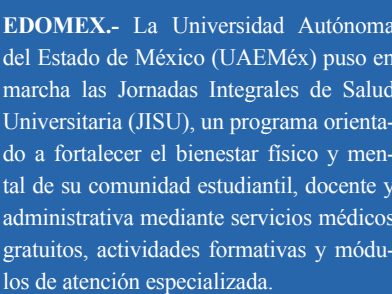 EDOMEX.- La Universidad Autónoma
del Estado de México (UAEMéx) puso en
marcha las Jornadas Integrales de Salud
Universitaria (JISU), un programa orienta-
do a fortalecer el bienestar físico y men-
tal de su comunidad estudiantil, docente y
administrativa mediante servicios médicos
gratuitos, actividades formativas y módu-
los de atención especializada.